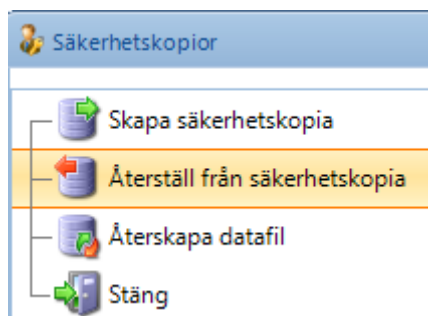 Säkerhetskopior
Skapa säkerhetskopia
Återställ från säkerhetskopia
Återskapa datafil
Stäng